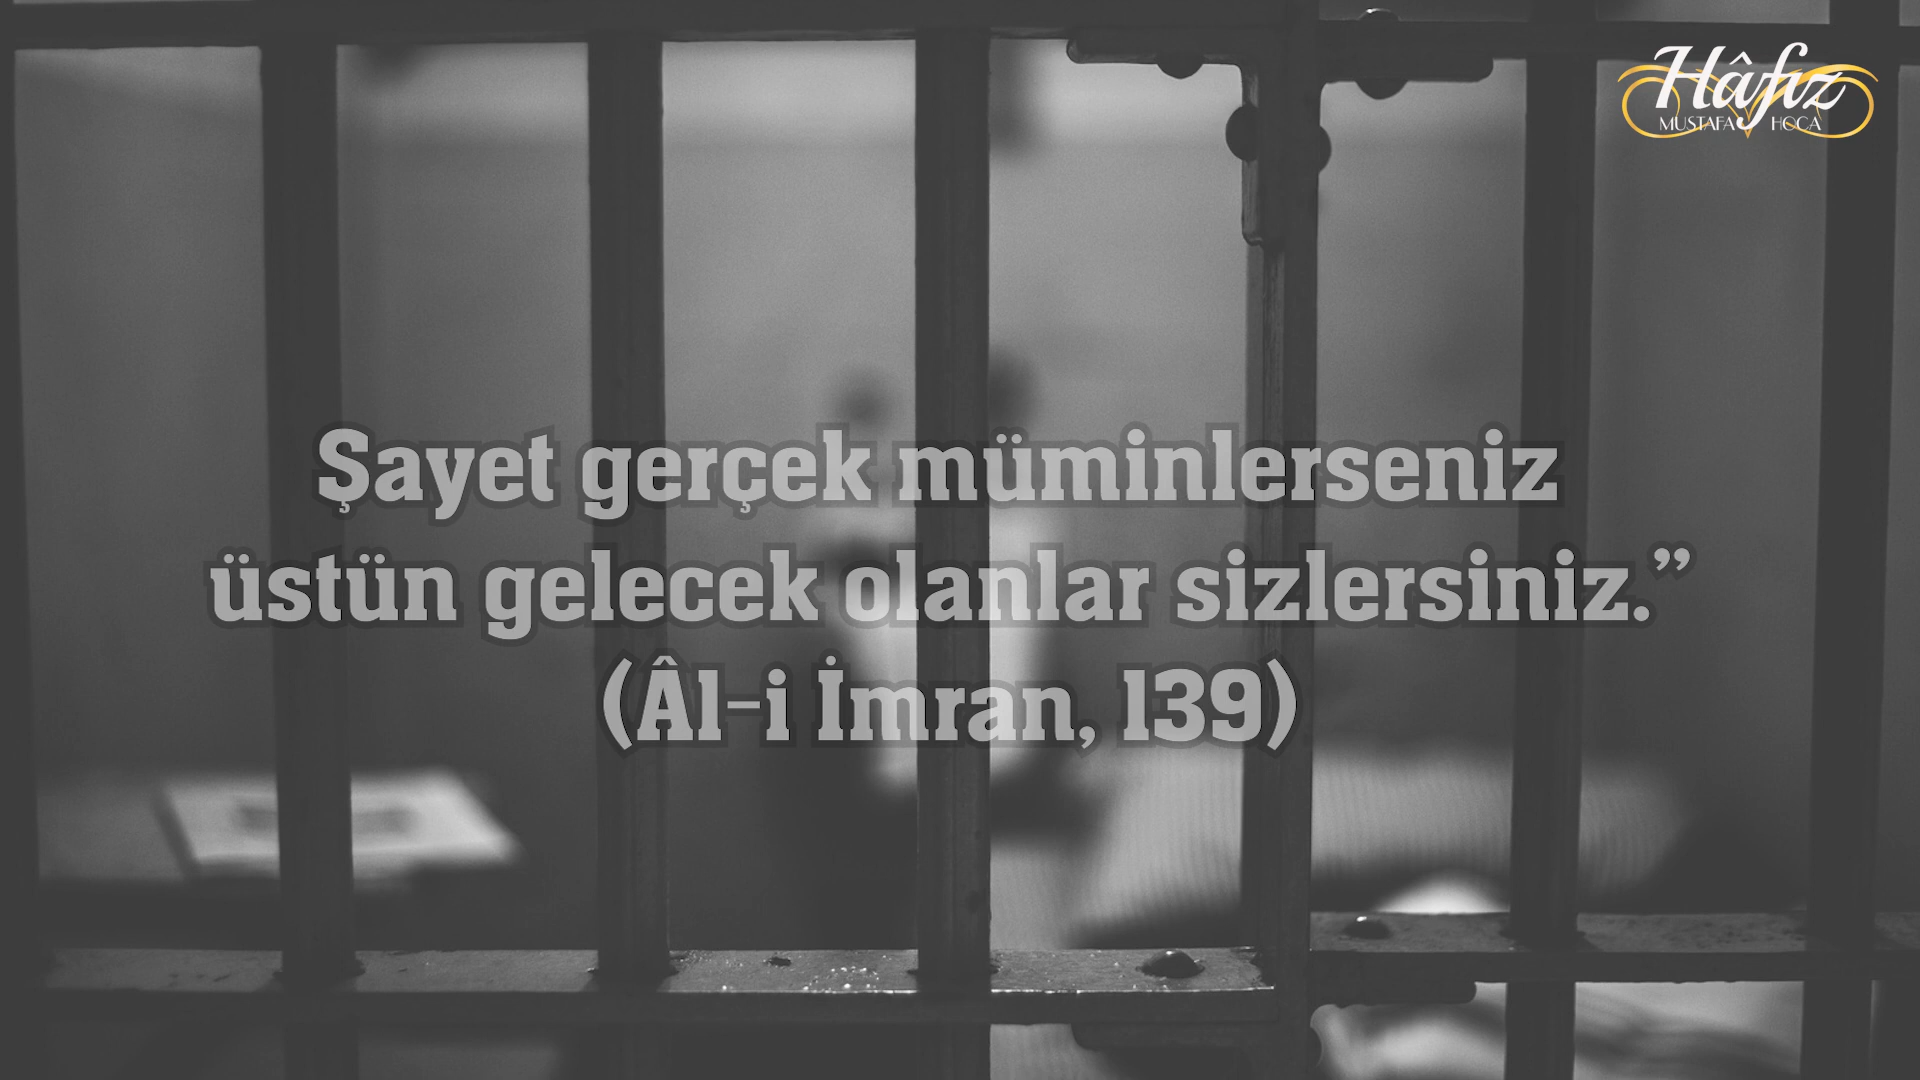 Hâfız
MUSTAFA HOCA
Şayet gerçek müminlerseniz
üstün gelecek olanlar sizlersiniz.”
(Âl-i İmran, 139)